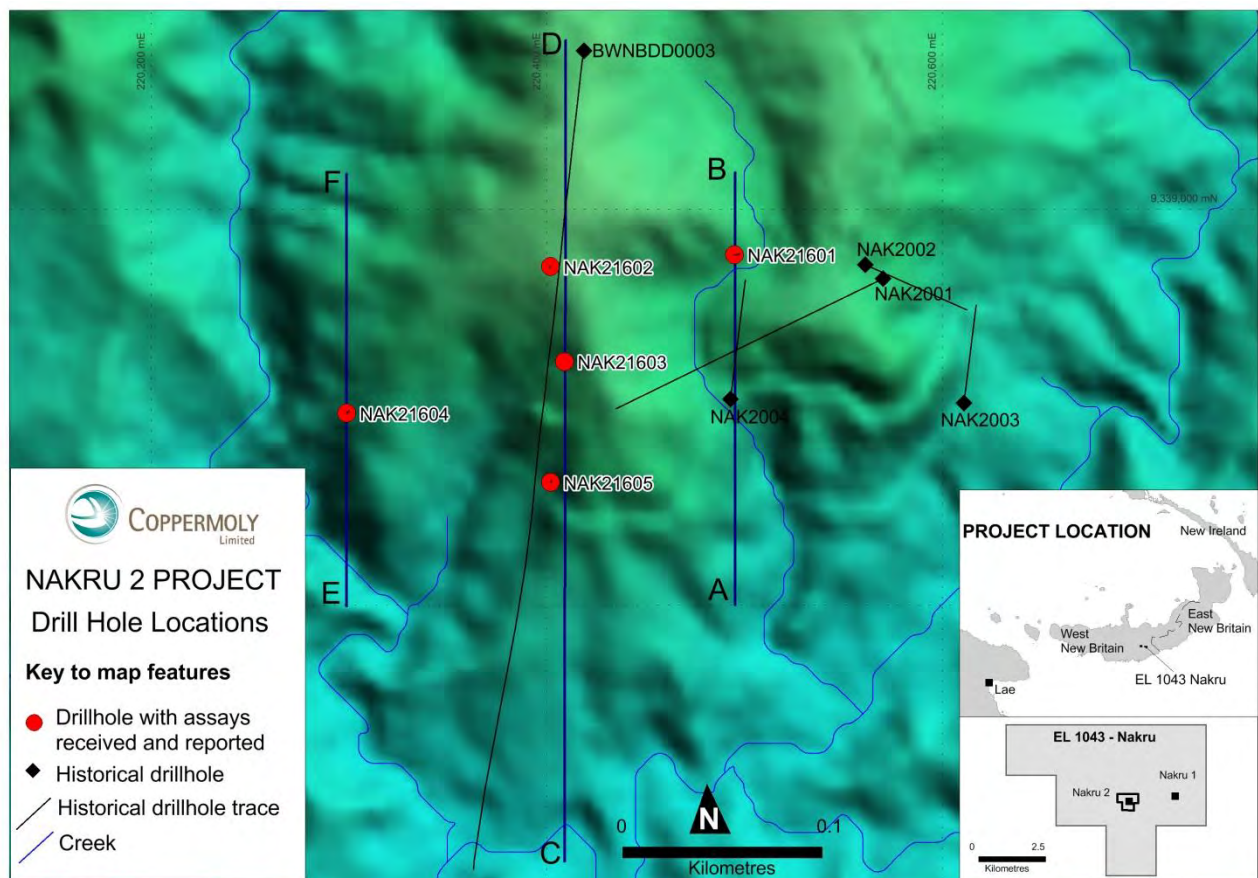 220,200 mE
220,400 mE
220,600 mE
D
BWNBDD0003
F
B
9,339,000 mN
NAK21602
NAK21601
NAK2002
NAK2001
NAK21603
NAK21604
NAK2004
NAK2003
NAK21605
E
A
C
COPPERMOLY
Limited
NAKRU 2 PROJECT
Drill Hole Locations
Key to map features
Drillhole with assays
received and reported
Historical drillhole
Historical drillhole trace
Creek
N
0 0.1
Kilometres
PROJECT LOCATION
New Ireland
East
New Britain
West
New Britain
EL 1043 Nakru
Lae
EL 1043 - Nakru
Nakru 1
Nakru 2
0 2.5
Kilometres